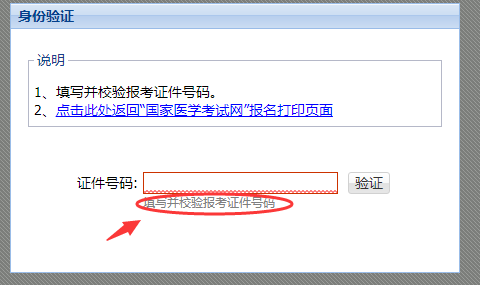 身份验证
说明
1、填写并校验报考证件号码。
2、点击此处返回“国家医学考试网”报名打印页面
证件号码: 验证
填写并校验报考证件号码